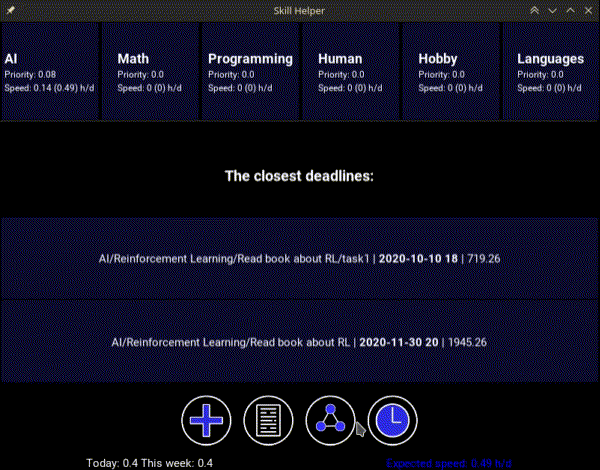 Skill Helper
AI
Priority: 0.08
Speed: 0.14 (0.49) h/d
Math
Priority: 0.0
Speed: 0 (0) h/d
Programming
Priority: 0.0
Speed: 0 (0) h/d
Human
Priority: 0.0
Speed: 0 (0) h/d
Hobby
Priority: 0.0
Speed: 0 (0) h/d
Languages
Priority: 0.0
Speed: 0 (0) h/d
The closest deadlines:
AI/Reinforcement Learning/Read book about RL/task1 | 2020-10-10 18 | 719.26
AI/Reinforcement Learning/Read book about RL | 2020-11-30 20 | 1945.26
Today: 0.4 This week: 0.4
Exepcted speed: 0.49 h/d